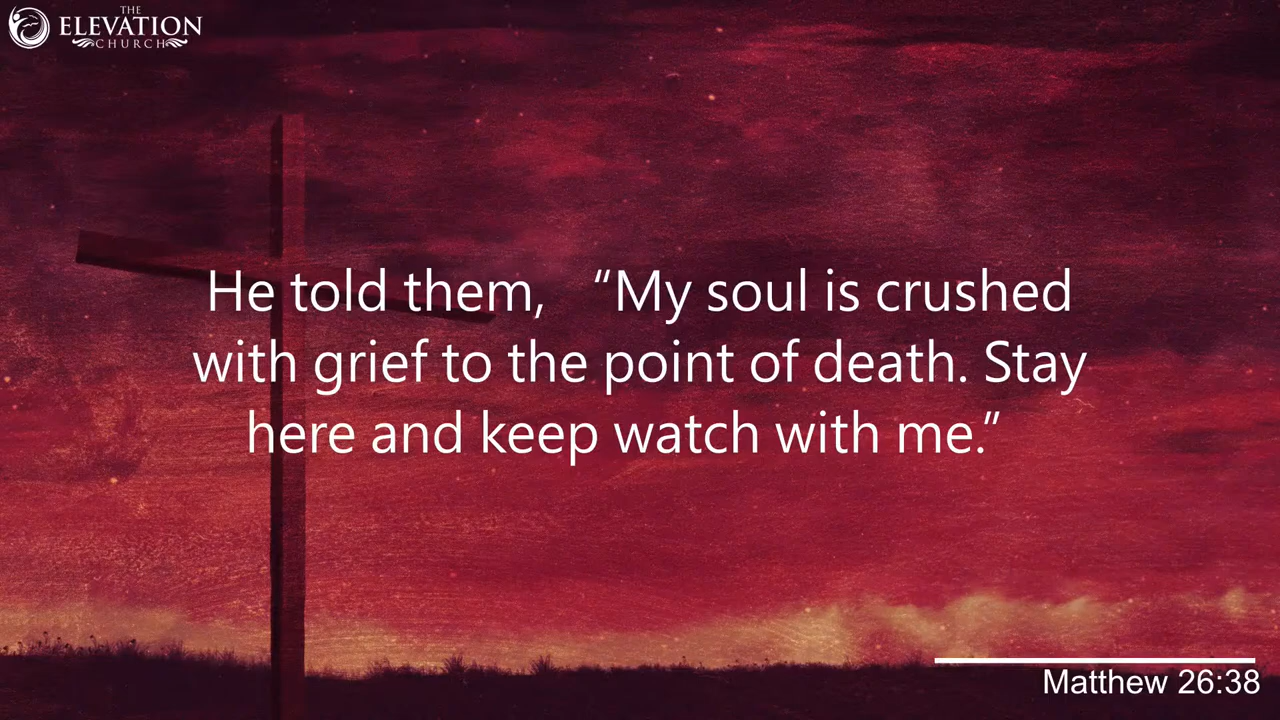 THE
ELEVATION
CHURCH
He told them, “My soul is crushed
with grief to the point of death. Stay
here and keep watch with me.”
Matthew 26:38